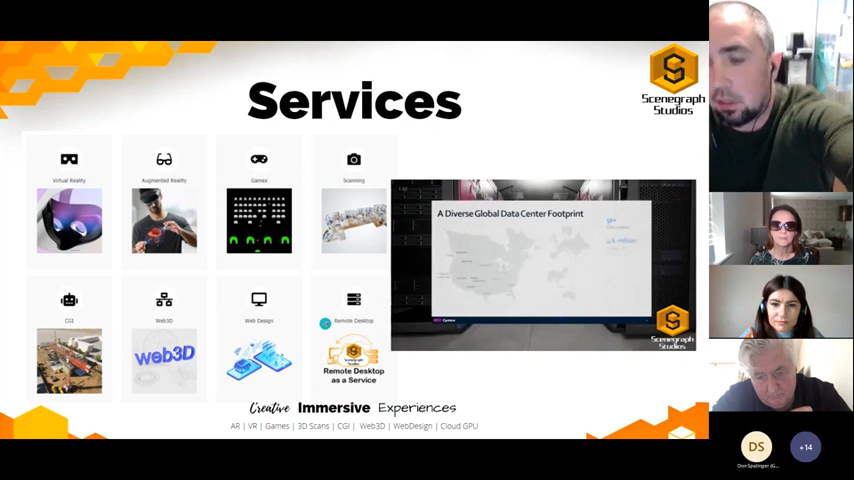 Services
Scenegraph
Studios
Virtual Reality
Augmented Reality
Games
Scanning
A Diverse Global Data Center Footprint
CGI
Web3D
Web Design
Remote Desktop
web3D
Scenegraph
Studios
Remote Desktop
as a Service
Creative Immersive Experiences
AR | VR | Games | 3D Scans | CGI | Web3D | WebDesign | Cloud GPU
DS
+14